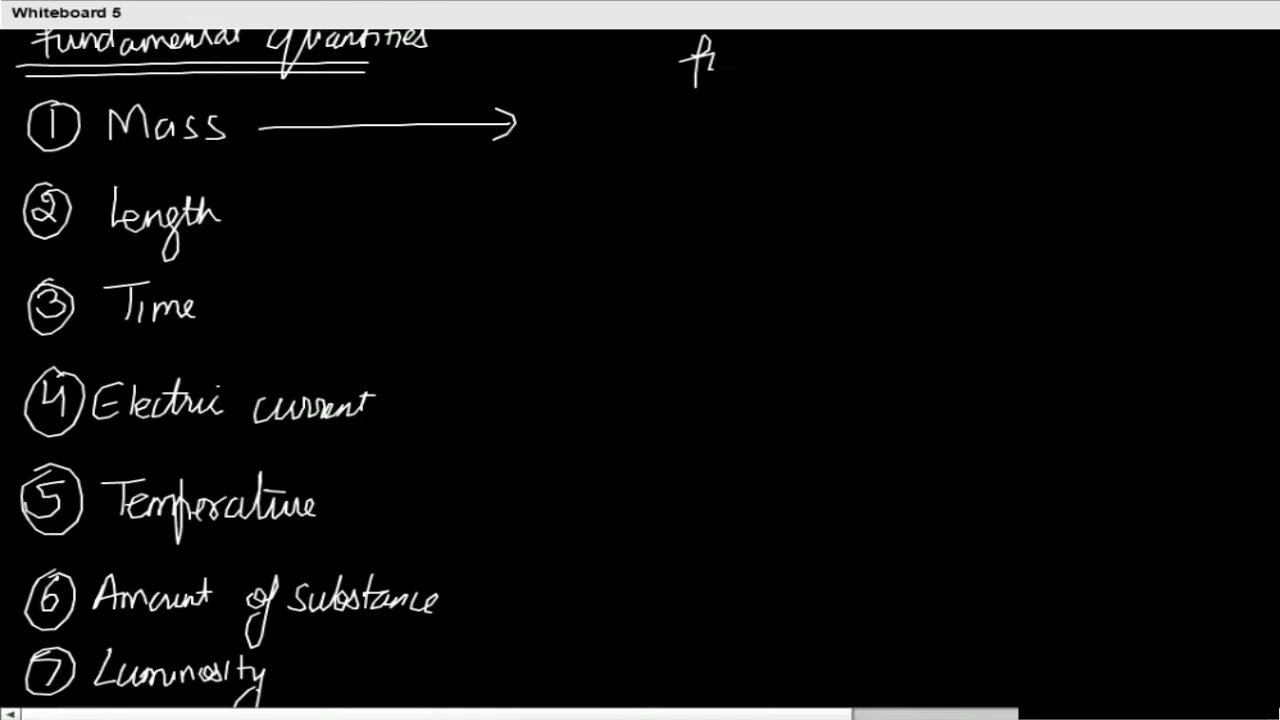 Whiteboard 5
Fundamental Quantities
① Mass →
② Length
③ Time
④ Electric current
⑤ Temperature
⑥ Amount of substance
⑦ Luminosity